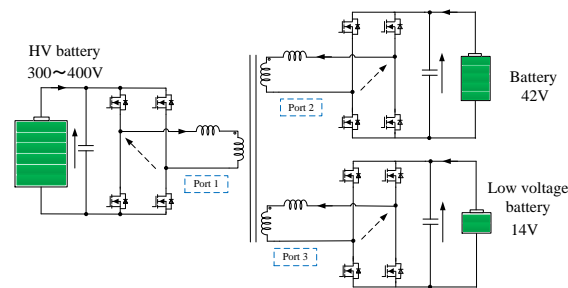 HV battery
300～400V
Port 1
Port 2
Battery
42V
Port 3
Low voltage
battery
14V